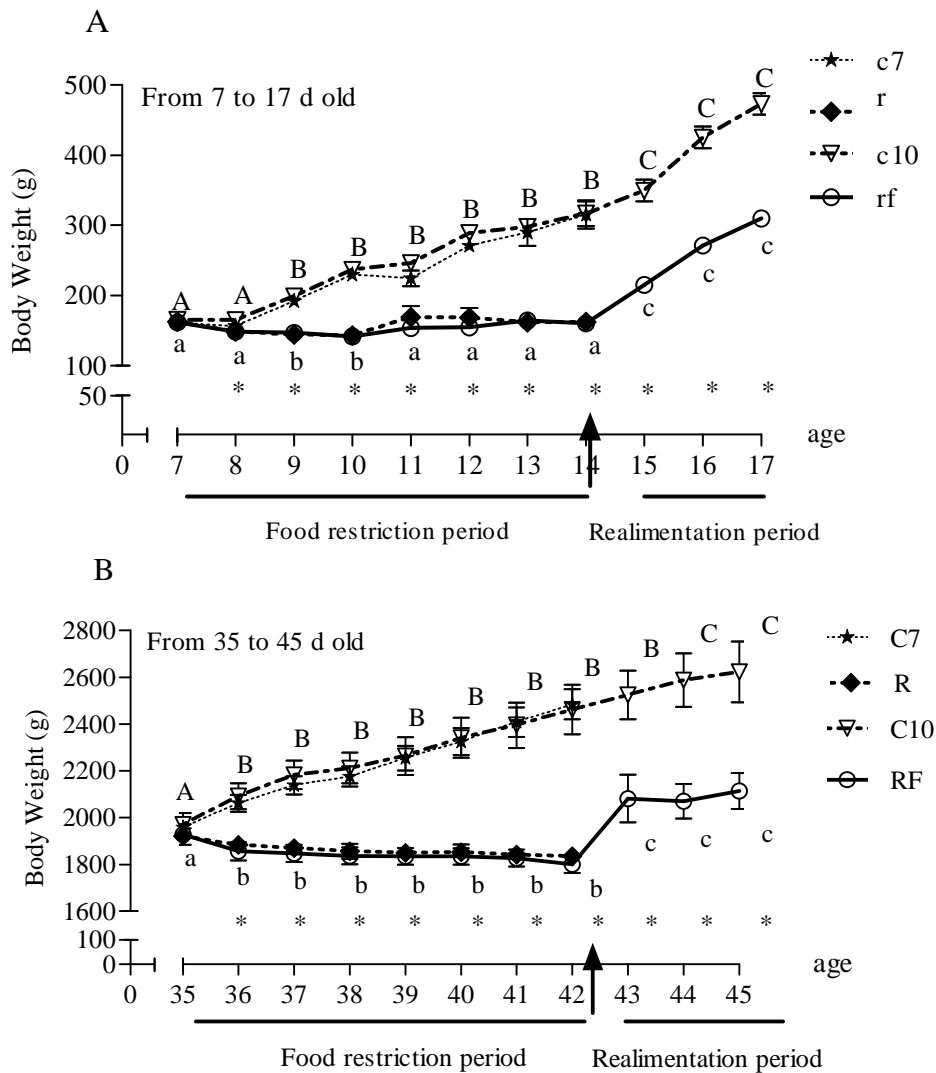 A
From 7 to 17 d old
c7
r
c10
rf
Body Weight (g)
500
400
300
200
100
50
A A B B B B B B C C C
a a b b a a a a c c c
* * * * * * * * * *
0 7 8 9 10 11 12 13 14 15 16 17
age
Food restriction period Realimentation period
B
From 35 to 45 d old
C7
R
C10
RF
Body Weight (g)
2800
2600
2400
2200
2000
1800
1600
100
0
A B B B B B B B B C C
a b b b b b b b c c c
* * * * * * * * * *
0 35 36 37 38 39 40 41 42 43 44 45
age
Food restriction period Realimentation period